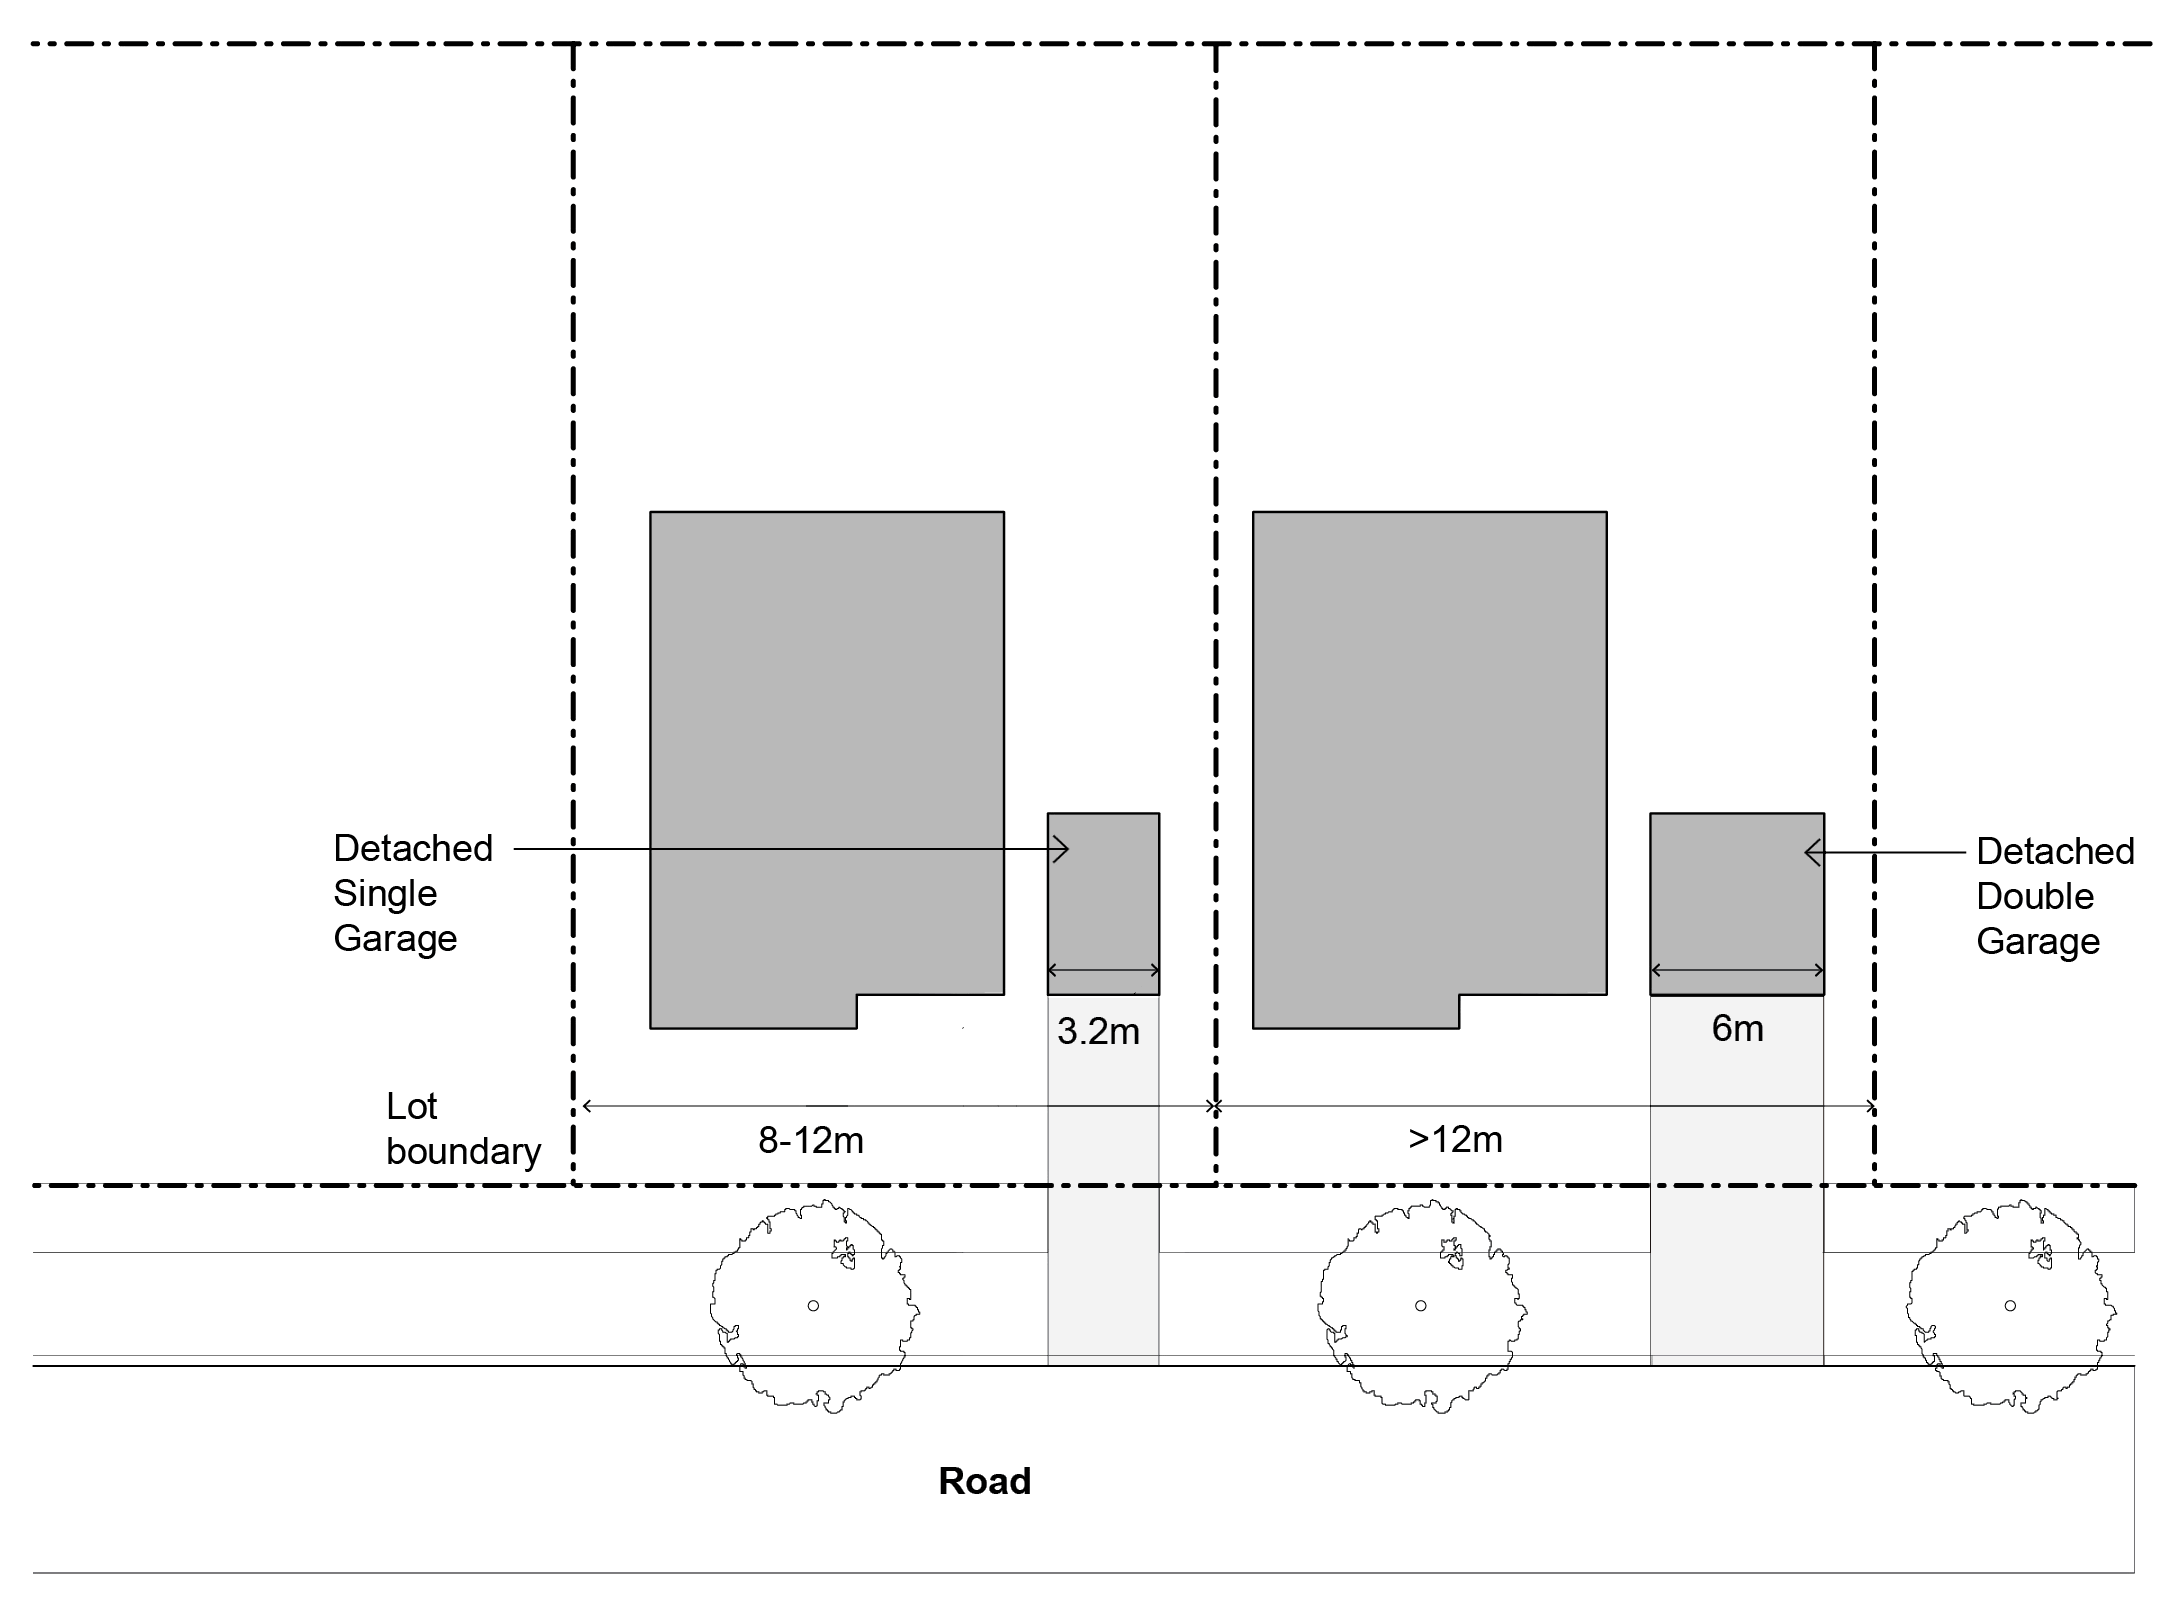 Detached
Single
Garage
Detached
Double
Garage
3.2m
6m
Lot
boundary
8-12m
>12m
Road